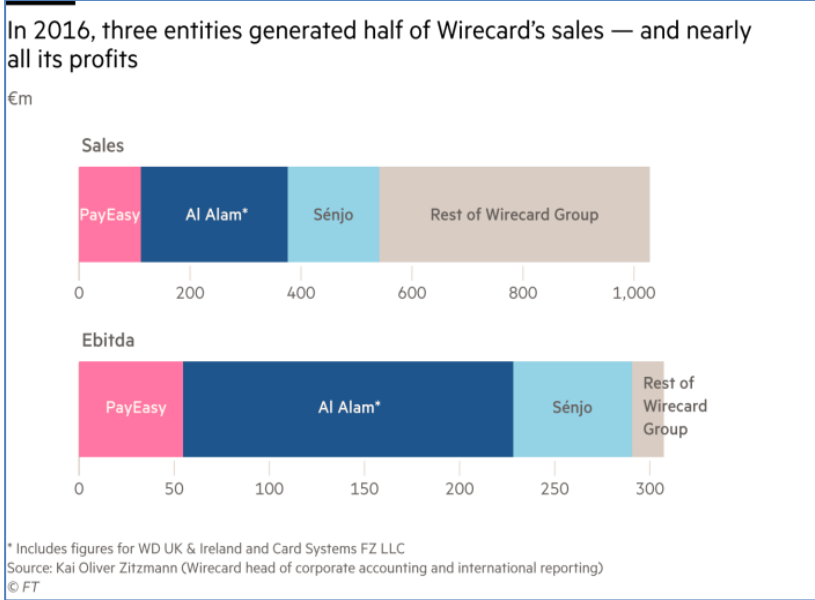 In 2016, three entities generated half of Wirecard's sales — and nearly
all its profits
€m
Sales
PayEasy Al Alam* Sénjo Rest of Wirecard Group
0 200 400 600 800 1,000
Ebitda
PayEasy Al Alam* Sénjo Rest of
Wirecard
Group
0 50 100 150 200 250 300
* Includes figures for WD UK & Ireland and Card Systems FZ LLC
Source: Kai Oliver Zitzmann (Wirecard head of corporate accounting and international reporting)
© FT